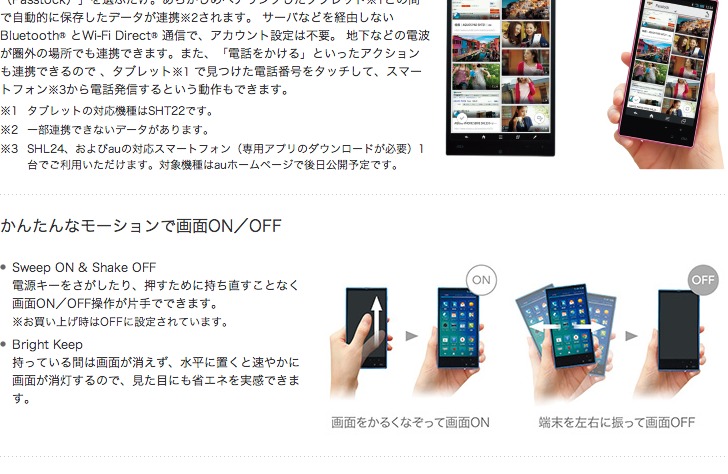 (Passtock)」を選ぶだけ。あらかじめペアリングしたタブレット※1との間
で自動的に保存したデータが連携※2されます。 サーバなどを経由しない
Bluetooth® とWi-Fi Direct® 通信で、アカウント設定は不要。 地下などの電波
が圏外の場所でも連携できます。また、「電話をかける」といったアクション
も連携できるので 、タブレット※1 で見つけた電話番号をタッチして、スマー
トフォン※3から電話発信するという動作もできます。
※1 タブレットの対応機種はSHT22です。
※2 一部連携できないデータがあります。
※3 SHL24、およびauの対応スマートフォン（専用アプリのダウンロードが必要）1
台でご利用いただけます。対象機種はauホームページで後日公開予定です。
かんたんなモーションで画面ON／OFF
Sweep ON & Shake OFF
電源キーをさがしたり、押すために持ち直すことなく
画面ON／OFF操作が片手でできます。
※お買い上げ時はOFFに設定されています。
Bright Keep
持っている間は画面が消えず、水平に置くと速やかに
画面が消灯するので、見た目にも省エネを実感できま
す。
ON
OFF
画面をかるくなぞって画面ON
端末を左右に振って画面OFF